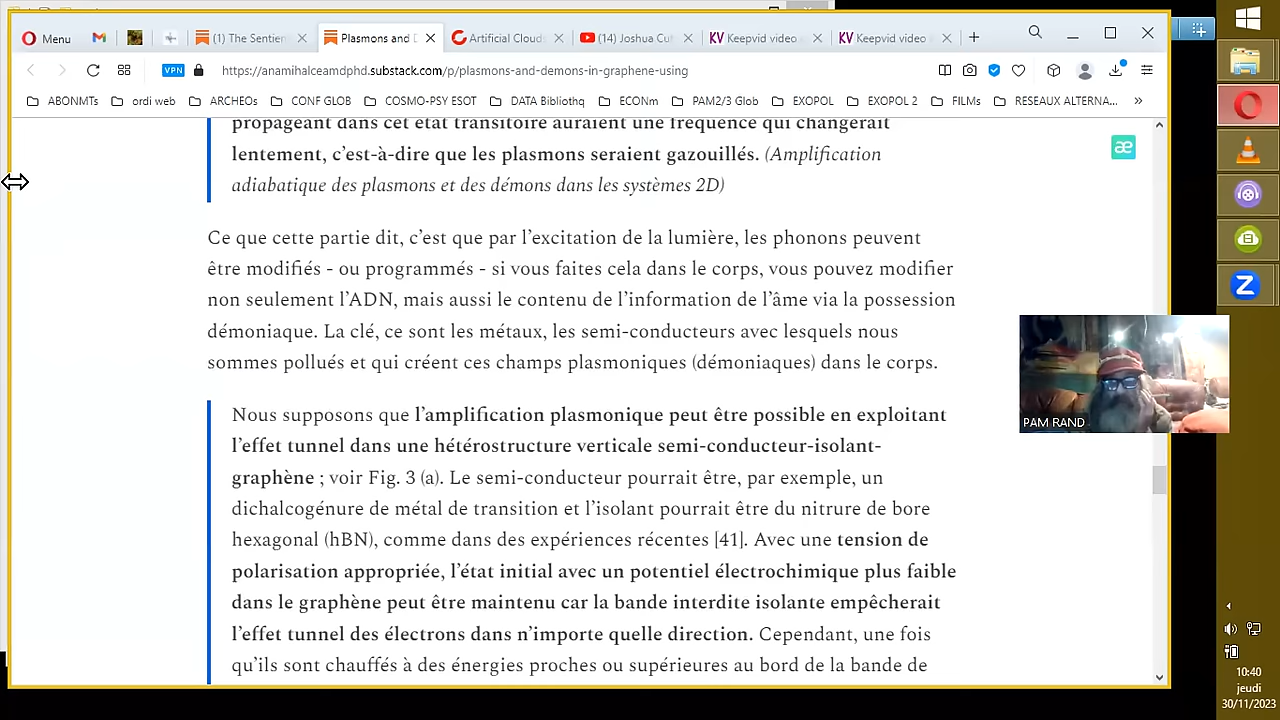 Menu
(1) The Sentien
Plasmons and D
Artificial Cloud
(14) Joshua Cut
KV Keepvid video
KV Keepvid video
VPN
https://anamihalceamdphd.substack.com/p/plasmons-and-demons-in-graphene-using
ABONMTs
ordi web
ARCHEOs
CONF GLOB
COSMO-PSY ESOT
DATA Bibliothq
ECONm
PAM2/3 Glob
EXOPOL
EXOPOL 2
FILMs
RESEAUX ALTERNA...
»
propageant dans cet état transitoire auraient une fréquence qui changerait
lentement, c’est-à-dire que les plasmons seraient gazouillés. (Amplification
adiabatique des plasmons et des démons dans les systèmes 2D)
æ
Ce que cette partie dit, c’est que par l’excitation de la lumière, les phonons peuvent
être modifiés - ou programmés - si vous faites cela dans le corps, vous pouvez modifier
non seulement l’ADN, mais aussi le contenu de l’information de l’âme via la possession
démoniaque. La clé, ce sont les métaux, les semi-conducteurs avec lesquels nous
sommes pollués et qui créent ces champs plasmoniques (démoniaques) dans le corps.
Nous supposons que l’amplification plasmonique peut être possible en exploitant
l’effet tunnel dans une hétérostructure verticale semi-conducteur-isolant-
graphène ; voir Fig. 3 (a). Le semi-conducteur pourrait être, par exemple, un
dichalcogénure de métal de transition et l’isolant pourrait être du nitrure de bore
hexagonal (hBN), comme dans des expériences récentes [41]. Avec une tension de
polarisation appropriée, l’état initial avec un potentiel électrochimique plus faible
dans le graphène peut être maintenu car la bande interdite isolante empêcherait
l’effet tunnel des électrons dans n’importe quelle direction. Cependant, une fois
qu’ils sont chauffés à des énergies proches ou supérieures au bord de la bande de
PAM RAND
10:40
jeudi
30/11/2023